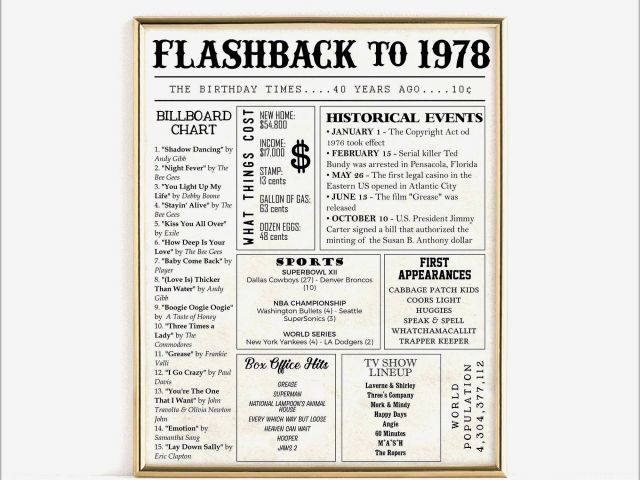 FLASHBACK TO 1978
THE BIRTHDAY TIMES....40 YEARS AGO....10¢
BILLBOARD
CHART
1. "Shadow Dancing" by
Andy Gibb
2. "Night Fever" by The
Bee Gees
3. "You Light Up My
Life" by Debby Boone
4. "Stayin' Alive" by The
Bee Gees
5. "Kiss You All Over"
by Exile
6. "How Deep Is Your
Love" by The Bee Gees
7. "Baby Come Back" by
Player
8. "(Love Is) Thicker
Than Water" by Andy
Gibb
9. "Boogie Oogie Oogie"
by A Taste of Honey
10. "Three Times a
Lady" by The
Commodores
11. "Grease" by Frankie
Valli
12. "I Go Crazy" by Paul
Davis
13. "You're The One
That I Want" by John
Travolta & Olivia Newton
John
14. "Emotion" by
Samantha Sang
15. "Lay Down Sally" by
Eric Clapton
WHAT THINGS COST
NEW HOME:
$54,800
INCOME:
$17,000
STAMP:
13 cents
GALLON OF GAS:
63 cents
DOZEN EGGS:
48 cents
$
HISTORICAL EVENTS
• JANUARY 1 - The Copyright Act od
1976 took effect
• FEBRUARY 15 - Serial killer Ted
Bundy was arrested in Pensacola, Florida
• MAY 26 - The first legal casino in the
Eastern US opened in Atlantic City
• JUNE 13 - The film "Grease" was
released
• OCTOBER 10 - U.S. President Jimmy
Carter signed a bill that authorized the
minting of the Susan B. Anthony dollar
SPORTS
SUPERBOWL XII
Dallas Cowboys (27) - Denver Broncos
(10)
NBA CHAMPIONSHIP
Washington Bullets (4) - Seattle
SuperSonics (3)
WORLD SERIES
New York Yankees (4) - LA Dodgers (2)
FIRST
APPEARANCES
CABBAGE PATCH KIDS
COORS LIGHT
HUGGIES
SPEAK & SPELL
WHATCHAMACALLIT
TRAPPER KEEPER
Box Office Hits
GREASE
SUPERMAN
NATIONAL LAMPOON'S ANIMAL
HOUSE
EVERY WHICH WAY BUT LOOSE
HEAVEN CAN WAIT
HOOPER
JAWS 2
TV SHOW
LINEUP
Laverne & Shirley
Three's Company
Mork & Mindy
Happy Days
Angie
60 Minutes
M*A*S*H
The Ropers
WORLD
POPULATION
4,304,377,112